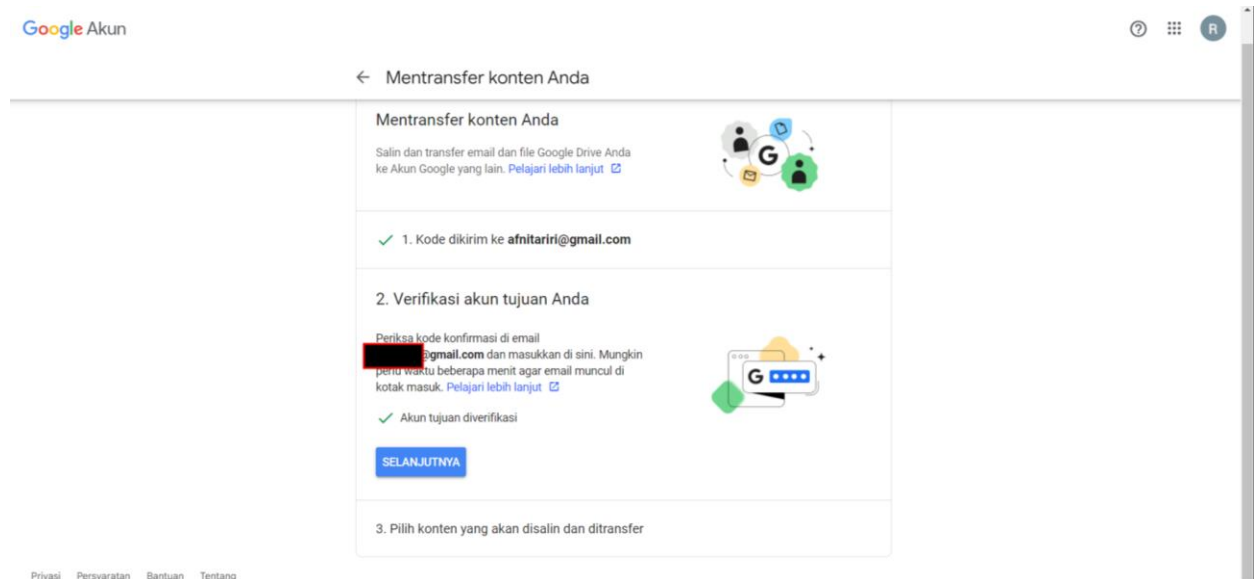 Google Akun
R
Mentransfer konten Anda
Mentransfer konten Anda
Salin dan transfer email dan file Google Drive Anda
ke Akun Google yang lain. Pelajari lebih lanjut
G
1. Kode dikirim ke afnitariri@gmail.com
2. Verifikasi akun tujuan Anda
Periksa kode konfirmasi di email
@gmail.com dan masukkan di sini. Mungkin
perlu waktu beberapa menit agar email muncul di
kotak masuk. Pelajari lebih lanjut
G
Akun tujuan diverifikasi
SELANJUTNYA
3. Pilih konten yang akan disalin dan ditransfer
Privasi Persyaratan Bantuan Tentang